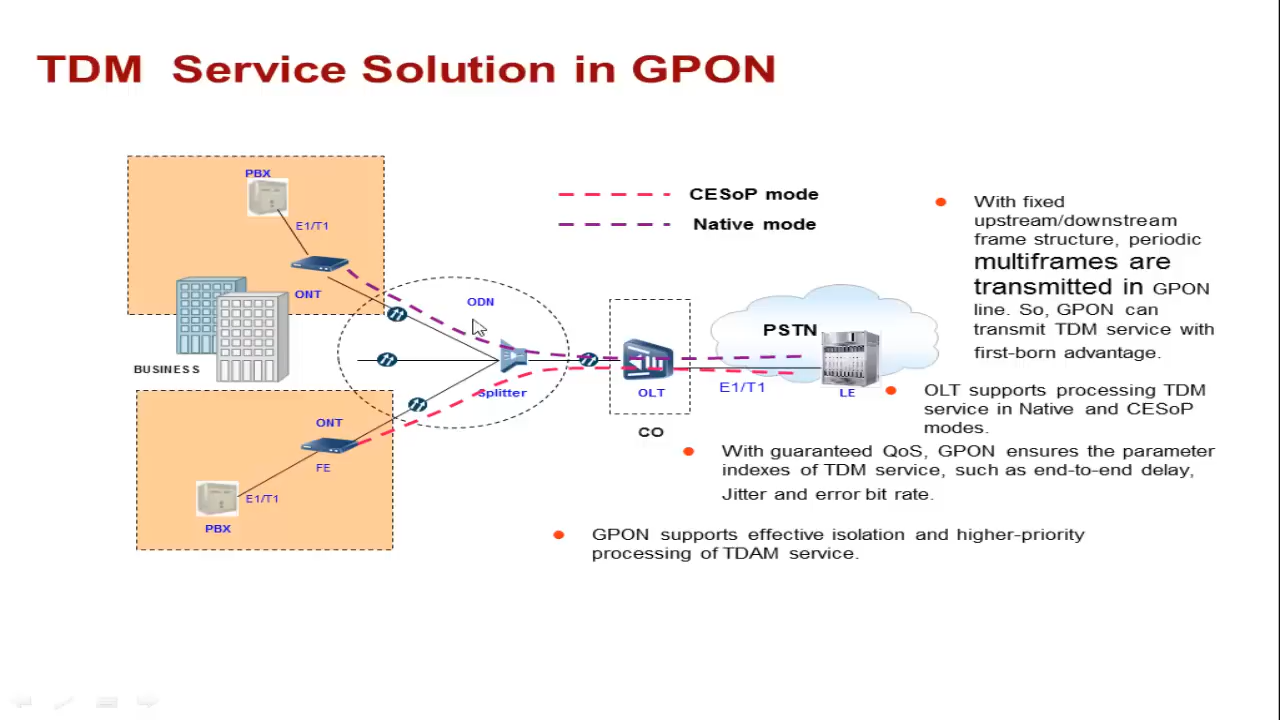 TDM Service Solution in GPON
PBX
E1/T1
ONT
BUSINESS
ONT
FE
E1/T1
PBX
ODN
Splitter
OLT
CO
E1/T1
PSTN
LE
CESoP mode
Native mode
With fixed
upstream/downstream
frame structure, periodic
multiframes are
transmitted in GPON
line. So, GPON can
transmit TDM service with
first-born advantage.
OLT supports processing TDM
service in Native and CESoP
modes.
With guaranteed QoS, GPON ensures the parameter
indexes of TDM service, such as end-to-end delay,
Jitter and error bit rate.
GPON supports effective isolation and higher-priority
processing of TDAM service.